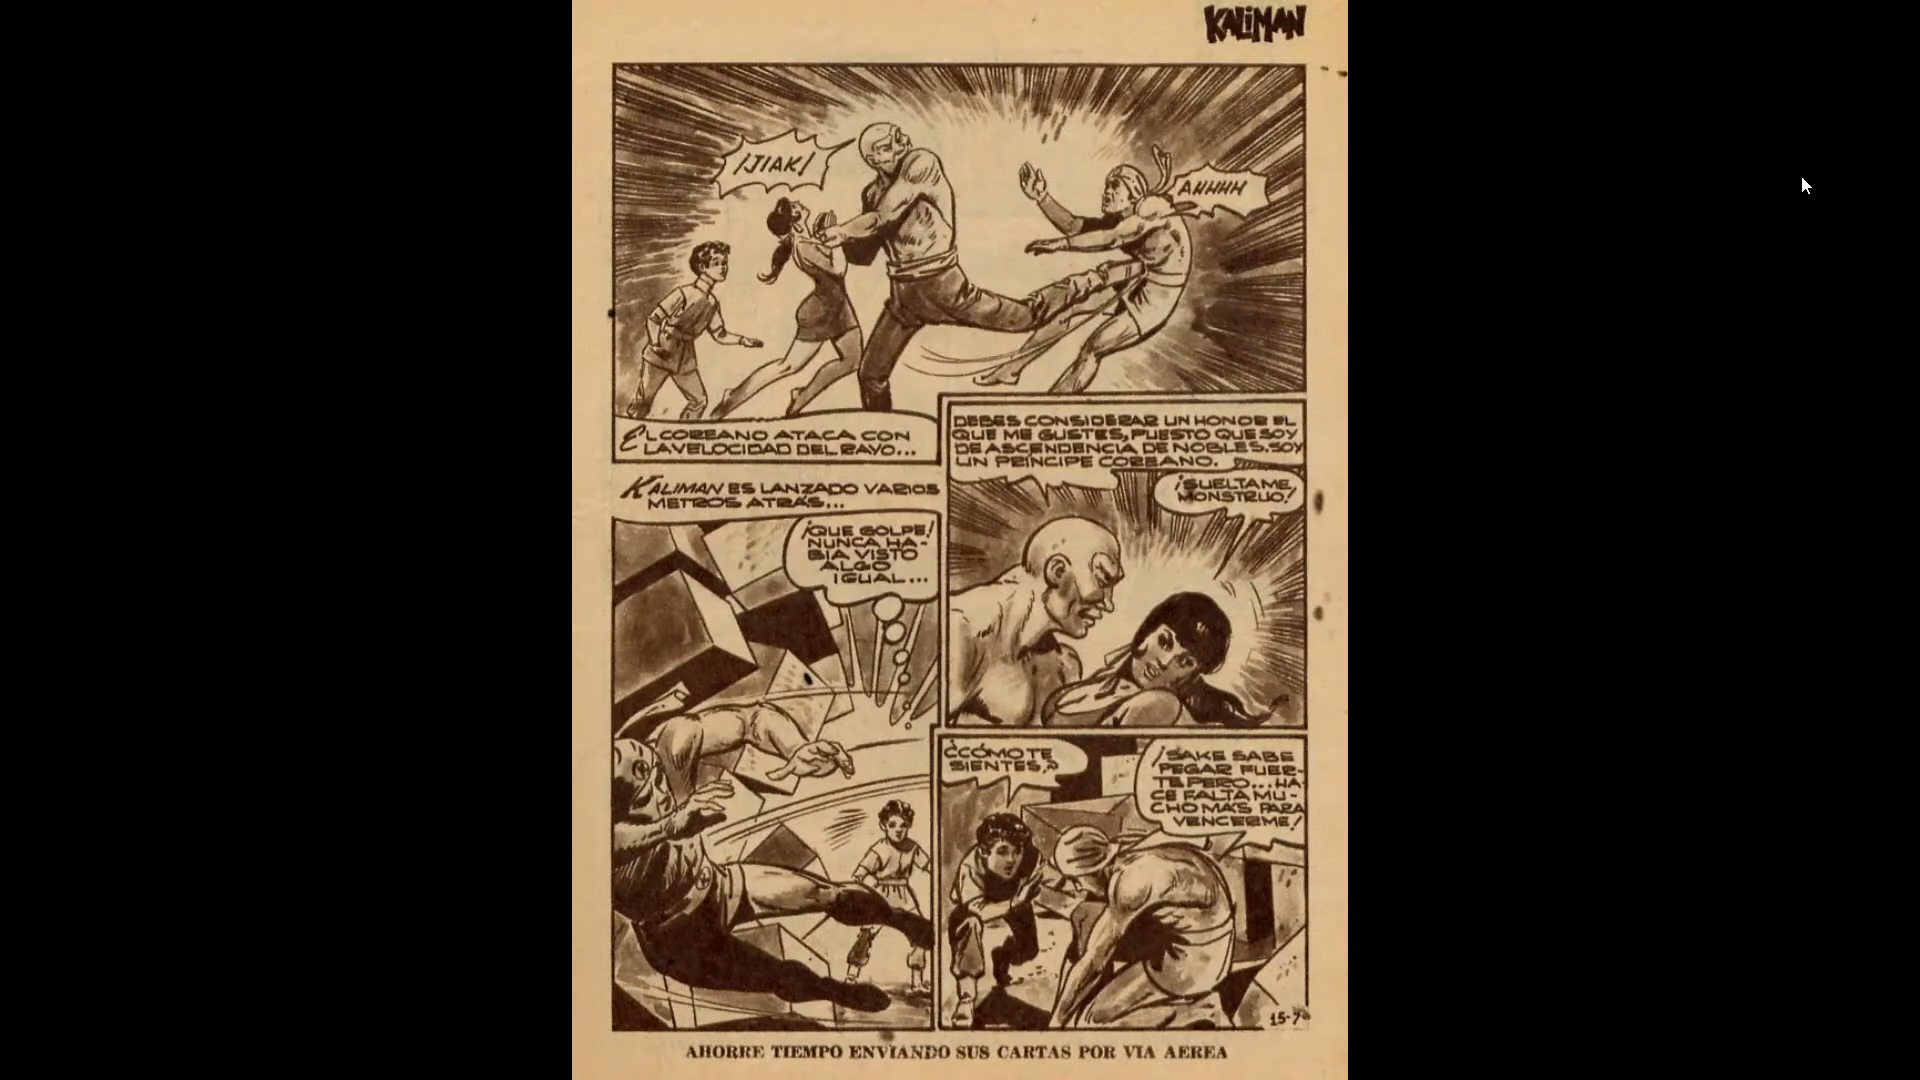 KALIMAN
¡JIAK!
AHHHH
EL COREANO ATACA CON
LA VELOCIDAD DEL RAYO...
KALIMAN ES LANZADO VARIOS
METROS ATRÁS...
¡QUE GOLPE!
NUNCA HA-
BIA VISTO
ALGO
IGUAL...
DEBES CONSIDERAR UN HONOR EL
QUE ME GUSTES, PUESTO QUE SOY
DE ASCENDENCIA DE NOBLES. SOY
UN PRÍNCIPE COREANO.
¡SUELTAME,
MONSTRUO!
¿CÓMO TE
SIENTES?
¡SAKE SABE
PEGAR FUER-
TE PERO...HA-
CE FALTA MU-
CHO MÁS PARA
VENCERME!
15-7
AHORRE TIEMPO ENVIANDO SUS CARTAS POR VIA AEREA